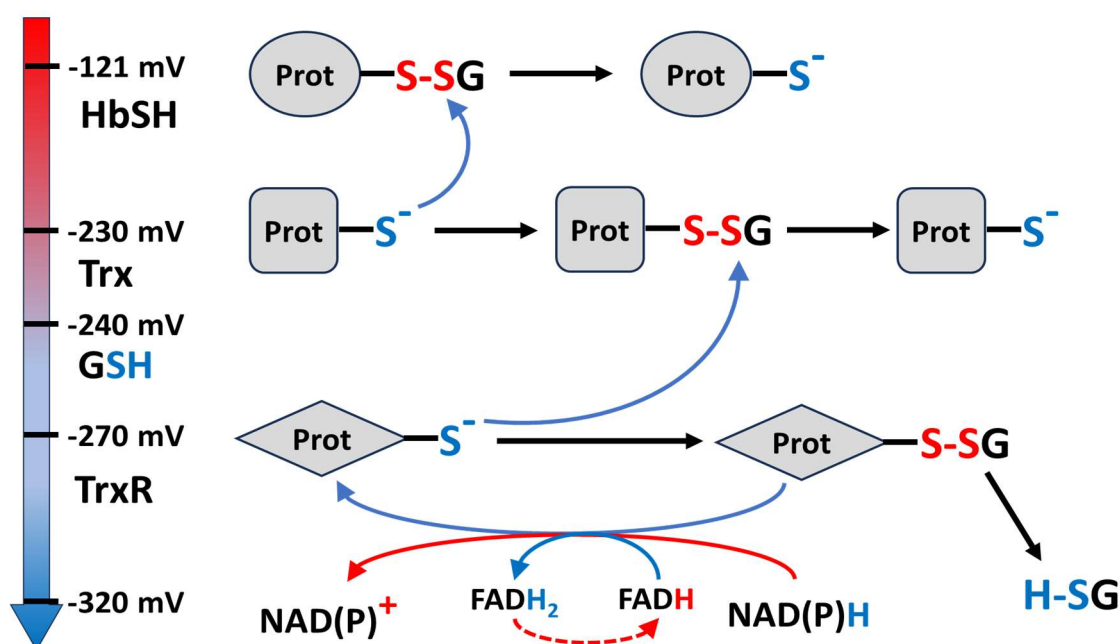 -121 mV
HbSH
-230 mV
Trx
-240 mV
GSH
-270 mV
TrxR
-320 mV
Prot S-SG Prot S⁻
Prot S⁻ Prot S-SG Prot S⁻
Prot S⁻ Prot S-SG
NAD(P)⁺ FADH₂ FADH NAD(P)H H-SG